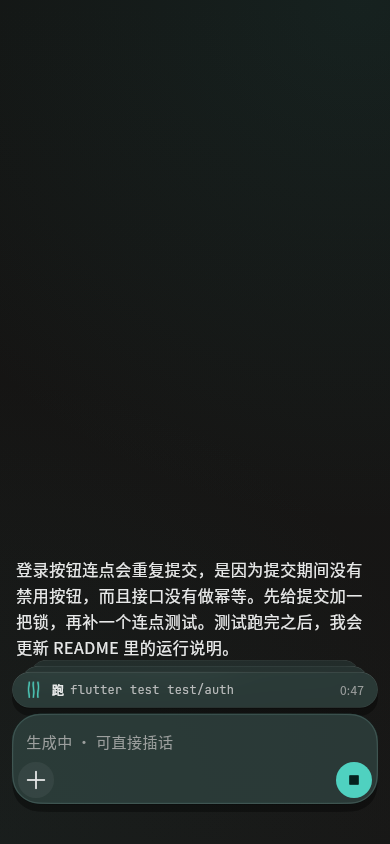 登录按钮连点会重复提交，是因为提交期间没有
禁用按钮，而且接口没有做幂等。先给提交加一
把锁，再补一个连点测试。测试跑完之后，我会
更新 README 里的运行说明。
跑 flutter test test/auth 0:47
生成中 · 可直接插话